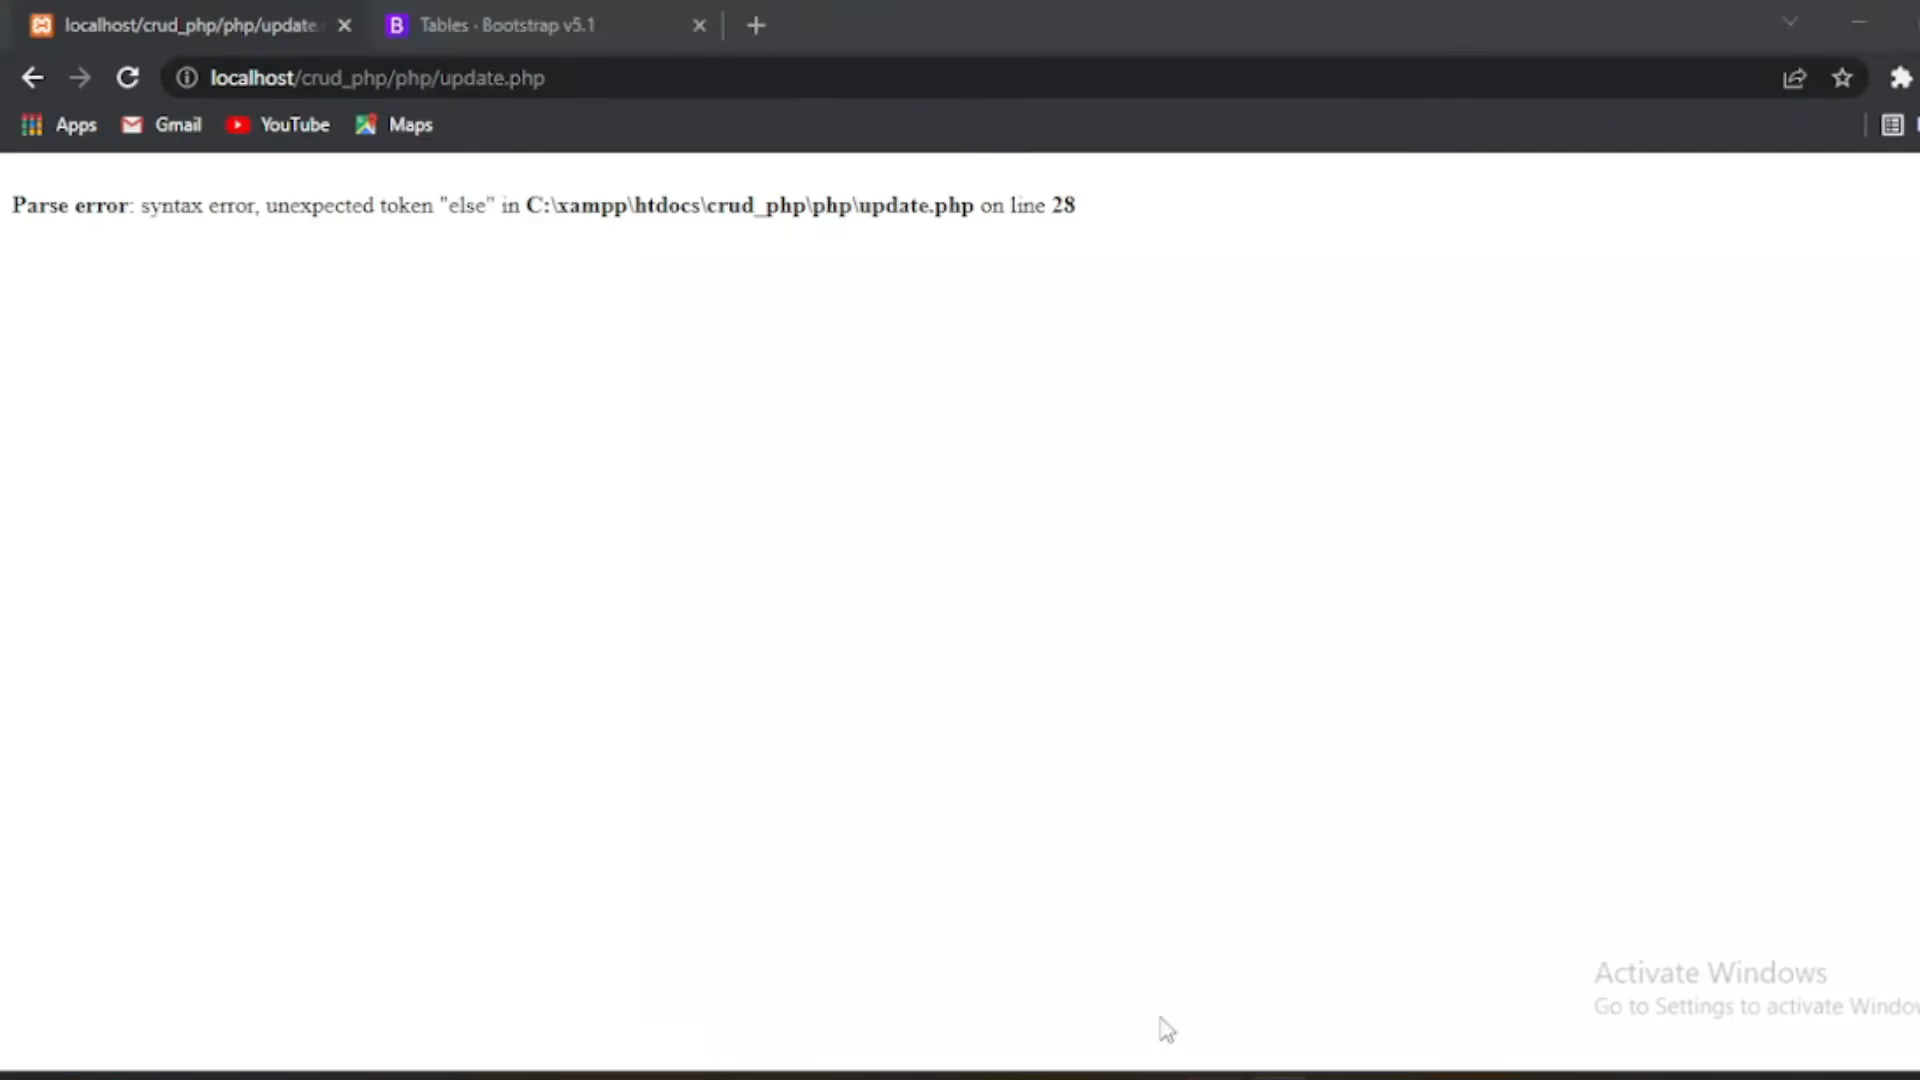 localhost/crud_php/php/update.
Tables - Bootstrap v5.1
localhost/crud_php/php/update.php
Apps
Gmail
YouTube
Maps
Parse error: syntax error, unexpected token "else" in C:\xampp\htdocs\crud_php\php\update.php on line 28
Activate Windows
Go to Settings to activate Window